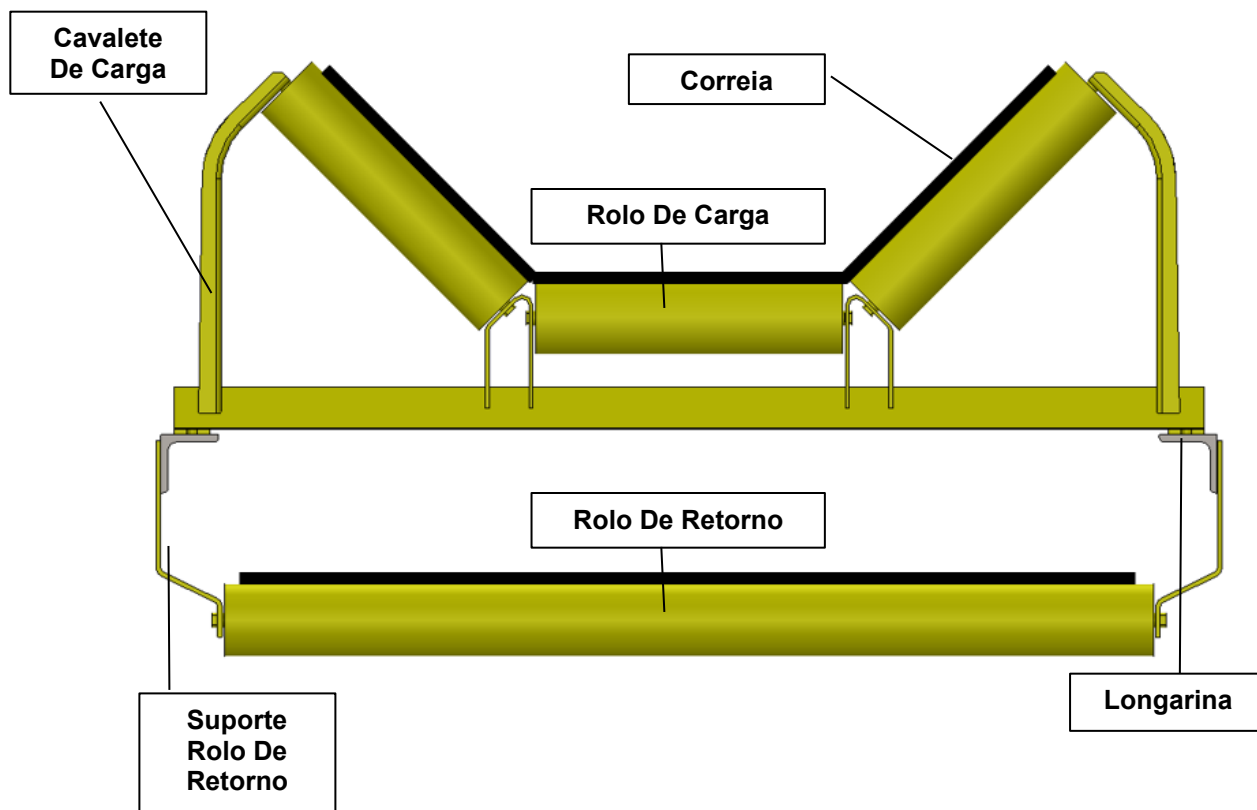 Cavalete
De Carga
Correia
Rolo De Carga
Rolo De Retorno
Suporte
Rolo De
Retorno
Longarina